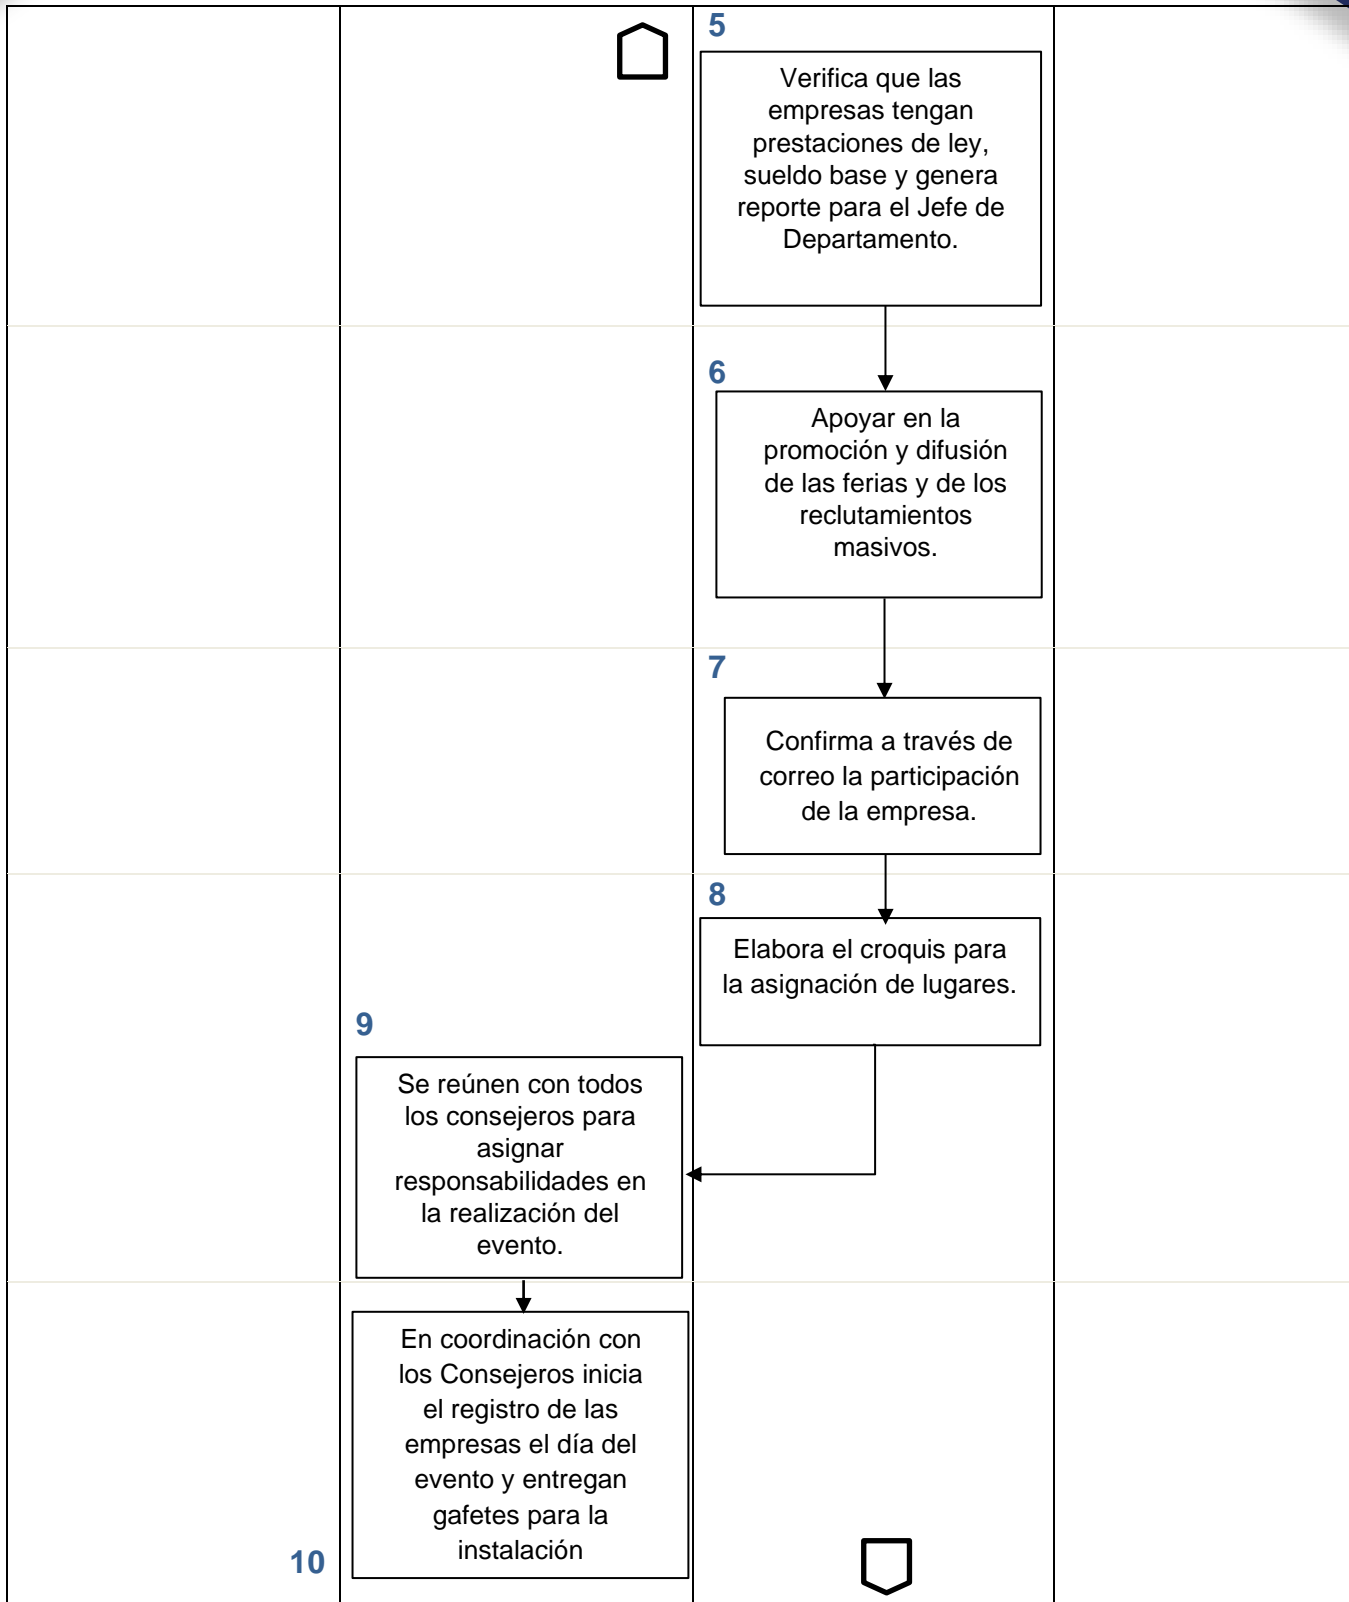 5
Verifica que las
empresas tengan
prestaciones de ley,
sueldo base y genera
reporte para el Jefe de
Departamento.
6
Apoyar en la
promoción y difusión
de las ferias y de los
reclutamientos
masivos.
7
Confirma a través de
correo la participación
de la empresa.
8
Elabora el croquis para
la asignación de lugares.
9
Se reúnen con todos
los consejeros para
asignar
responsabilidades en
la realización del
evento.
En coordinación con
los Consejeros inicia
el registro de las
empresas el día del
evento y entregan
gafetes para la
instalación
10